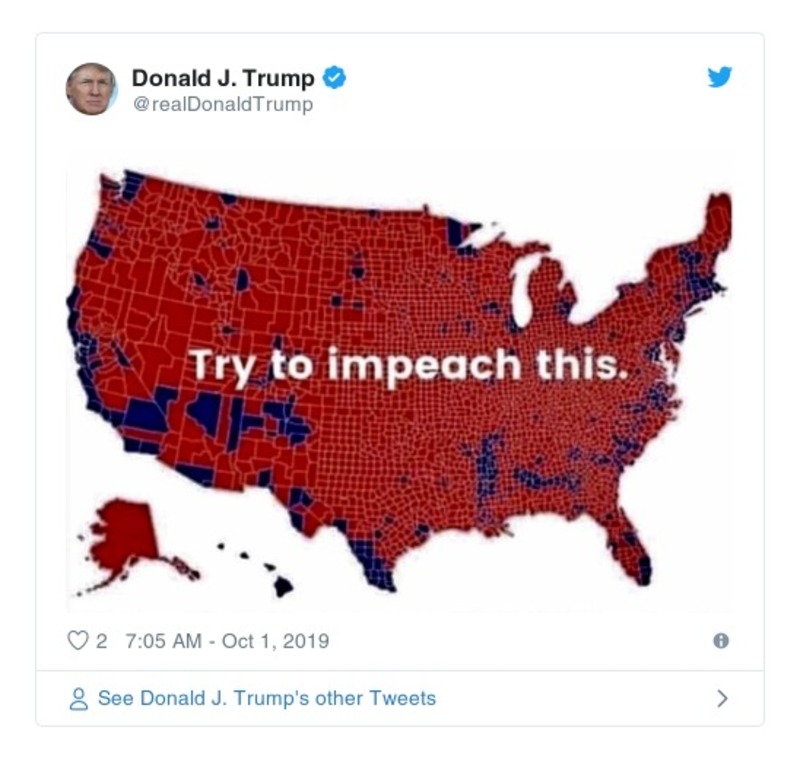 Donald J. Trump
@realDonaldTrump
Try to impeach this.
2 7:05 AM - Oct 1, 2019
See Donald J. Trump's other Tweets